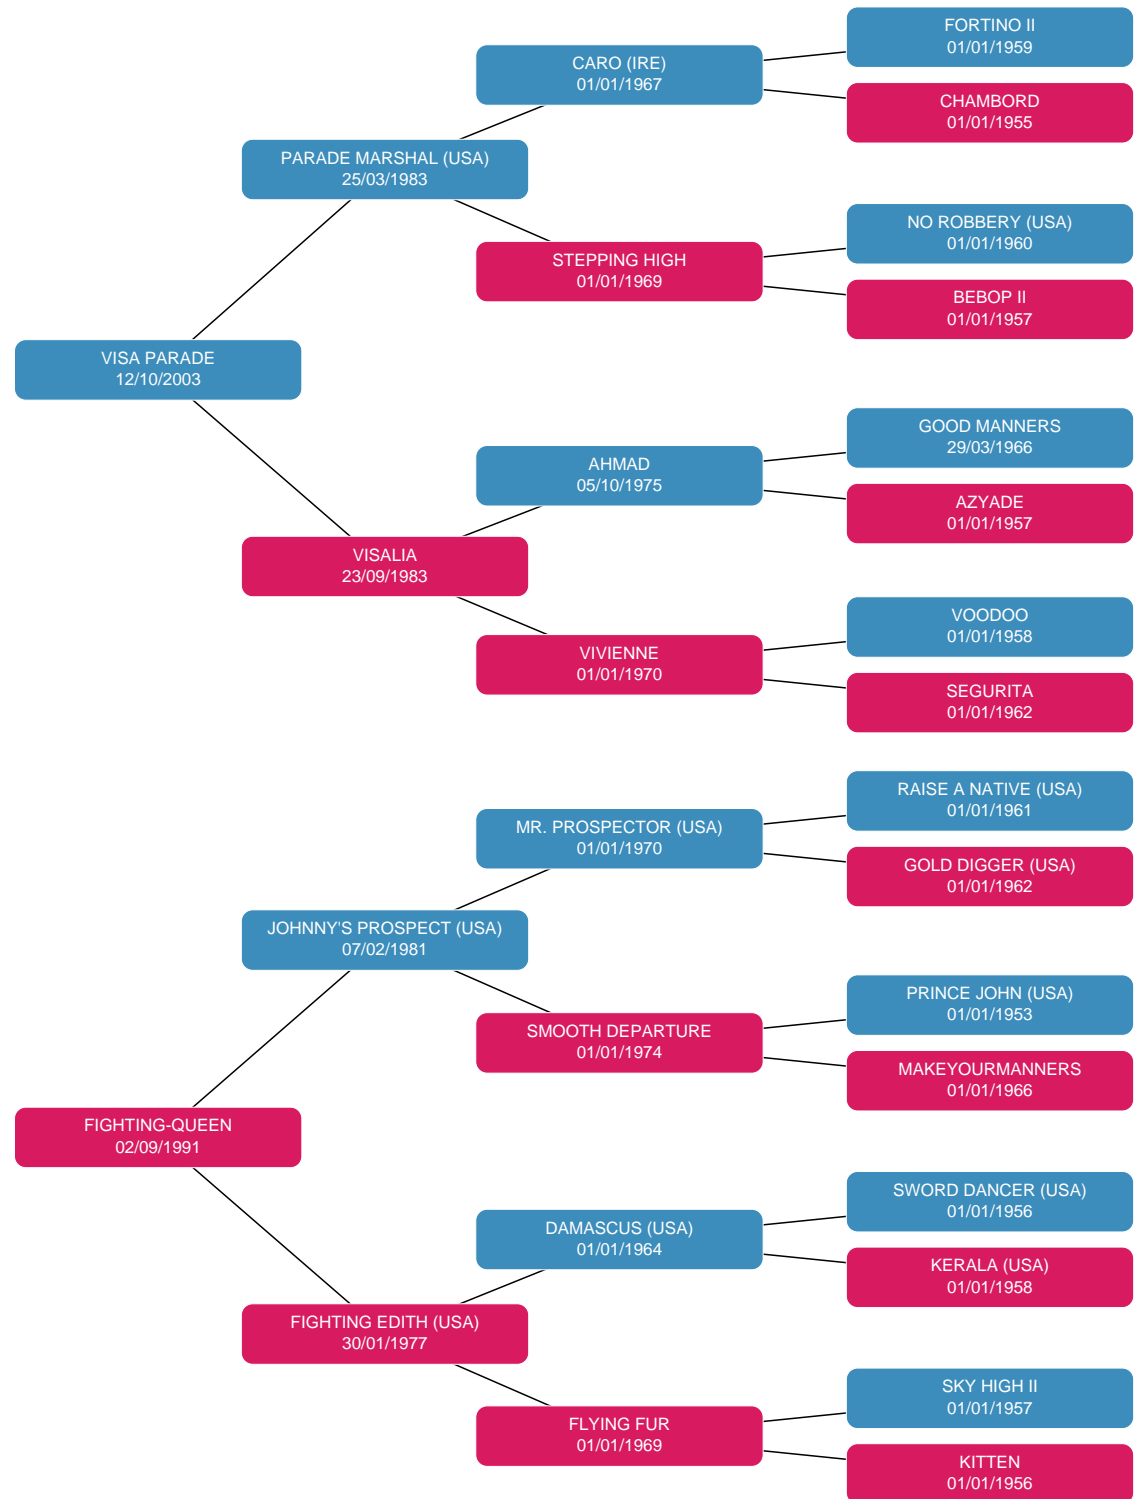 FORTINO II
01/01/1959
CARO (IRE)
01/01/1967
CHAMBORD
01/01/1955
PARADE MARSHAL (USA)
25/03/1983
NO ROBBERY (USA)
01/01/1960
STEPPING HIGH
01/01/1969
BEBOP II
01/01/1957
VISA PARADE
12/10/2003
GOOD MANNERS
29/03/1966
AHMAD
05/10/1975
AZYADE
01/01/1957
VISALIA
23/09/1983
VOODOO
01/01/1958
VIVIENNE
01/01/1970
SEGURITA
01/01/1962
RAISE A NATIVE (USA)
01/01/1961
MR. PROSPECTOR (USA)
01/01/1970
GOLD DIGGER (USA)
01/01/1962
JOHNNY'S PROSPECT (USA)
07/02/1981
PRINCE JOHN (USA)
01/01/1953
SMOOTH DEPARTURE
01/01/1974
MAKEYOURMANNERS
01/01/1966
FIGHTING-QUEEN
02/09/1991
SWORD DANCER (USA)
01/01/1956
DAMASCUS (USA)
01/01/1964
KERALA (USA)
01/01/1958
FIGHTING EDITH (USA)
30/01/1977
SKY HIGH II
01/01/1957
FLYING FUR
01/01/1969
KITTEN
01/01/1956